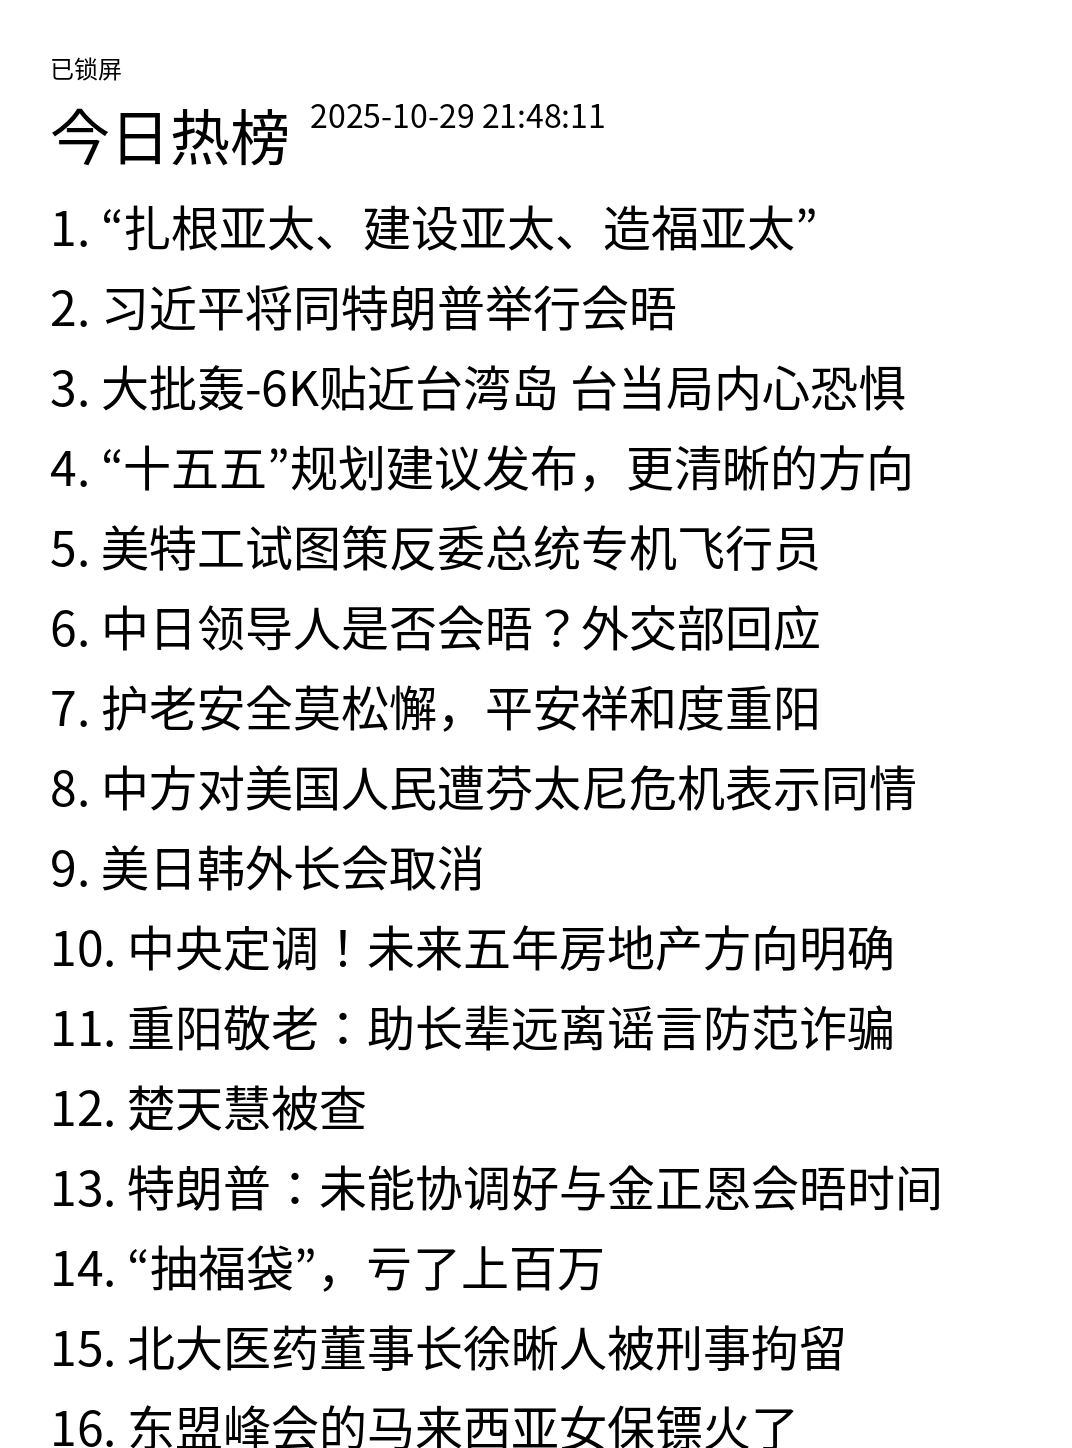 已锁屏
今日热榜 2025-10-29 21:48:11
1. “扎根亚太、建设亚太、造福亚太”
2. 习近平将同特朗普举行会晤
3. 大批轰-6K贴近台湾岛 台当局内心恐惧
4. “十五五”规划建议发布，更清晰的方向
5. 美特工试图策反委总统专机飞行员
6. 中日领导人是否会晤？外交部回应
7. 护老安全莫松懈，平安祥和度重阳
8. 中方对美国人民遭芬太尼危机表示同情
9. 美日韩外长会取消
10. 中央定调！未来五年房地产方向明确
11. 重阳敬老：助长辈远离谣言防范诈骗
12. 楚天慧被查
13. 特朗普：未能协调好与金正恩会晤时间
14. “抽福袋”，亏了上百万
15. 北大医药董事长徐晰人被刑事拘留
16. 东盟峰会的马来西亚女保镖火了